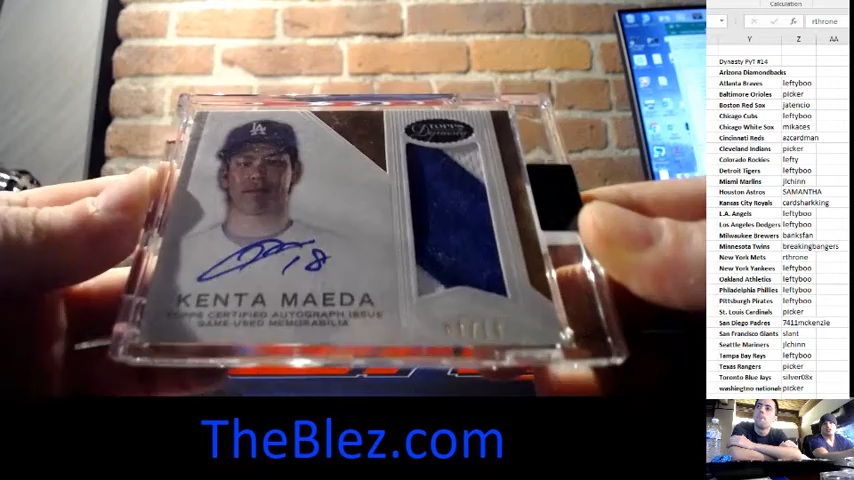 Calculation
rthrone
Y Z AA
Dynasty PYT #14
Arizona Diamondbacks
Atlanta Braves leftyboo
Baltimore Orioles picker
Boston Red Sox jatencio
Chicago Cubs leftyboo
Chicago White Sox mikaces
Cincinnati Reds azcardman
Cleveland Indians picker
Colorado Rockies lefty
Detroit Tigers leftyboo
Miami Marlins jlchinn
Houston Astros SAMANTHA
Kansas City Royals cardsharkking
L.A. Angels leftyboo
Los Angeles Dodgers leftyboo
Milwaukee Brewers banksfan
Minnesota Twins breakingbangers
New York Mets rthrone
New York Yankees leftyboo
Oakland Athletics leftyboo
Philadelphia Phillies leftyboo
Pittsburgh Pirates leftyboo
St. Louis Cardinals picker
San Diego Padres 7411mckenzie
San Francisco Giants slant
Seattle Mariners jlchinn
Tampa Bay Rays leftyboo
Texas Rangers picker
Toronto Blue Jays silver08x
washington nationals picker
LA
TOPPS
Dynasty
18
KENTA MAEDA
TOPPS CERTIFIED AUTOGRAPH ISSUE
GAME-USED MEMORABILIA
TheBlez.com